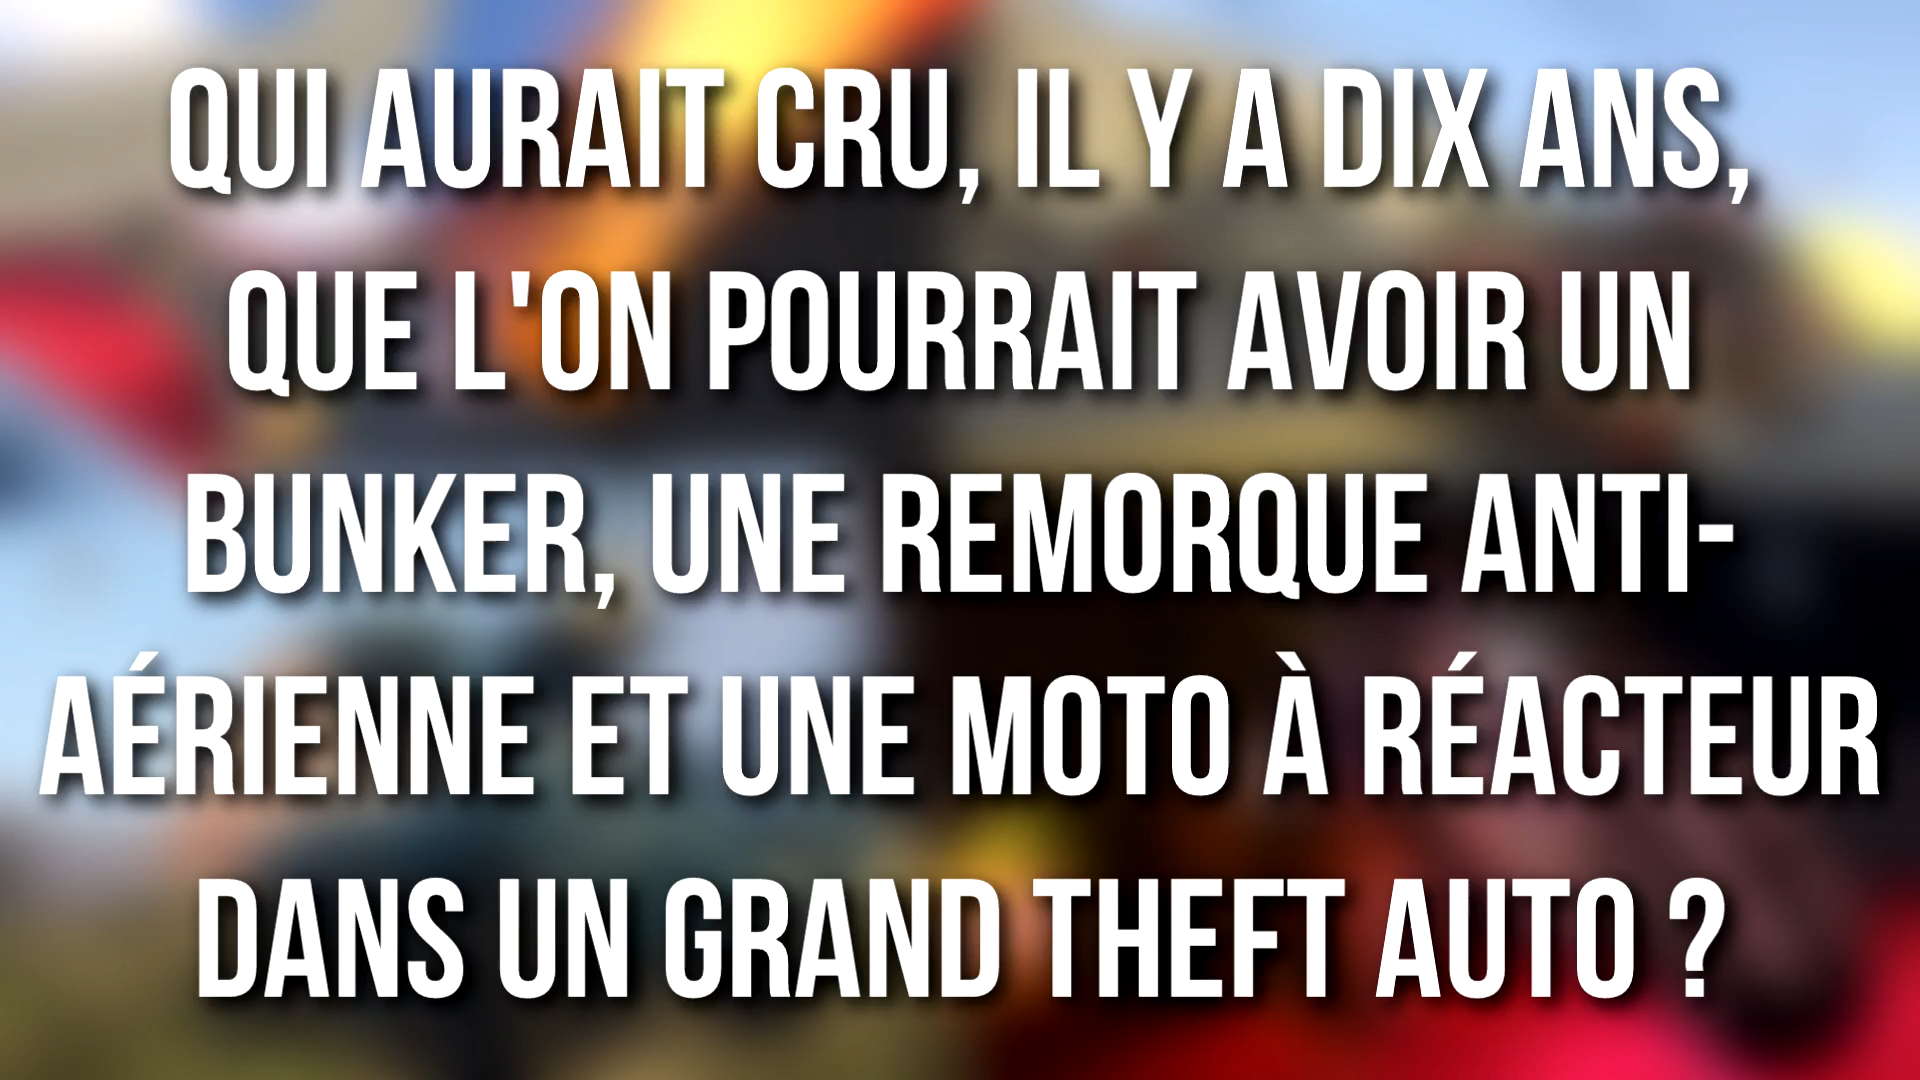 QUI AURAIT CRU, IL Y A DIX ANS,
QUE L'ON POURRAIT AVOIR UN
BUNKER, UNE REMORQUE ANTI-
AÉRIENNE ET UNE MOTO À RÉACTEUR
DANS UN GRAND THEFT AUTO ?